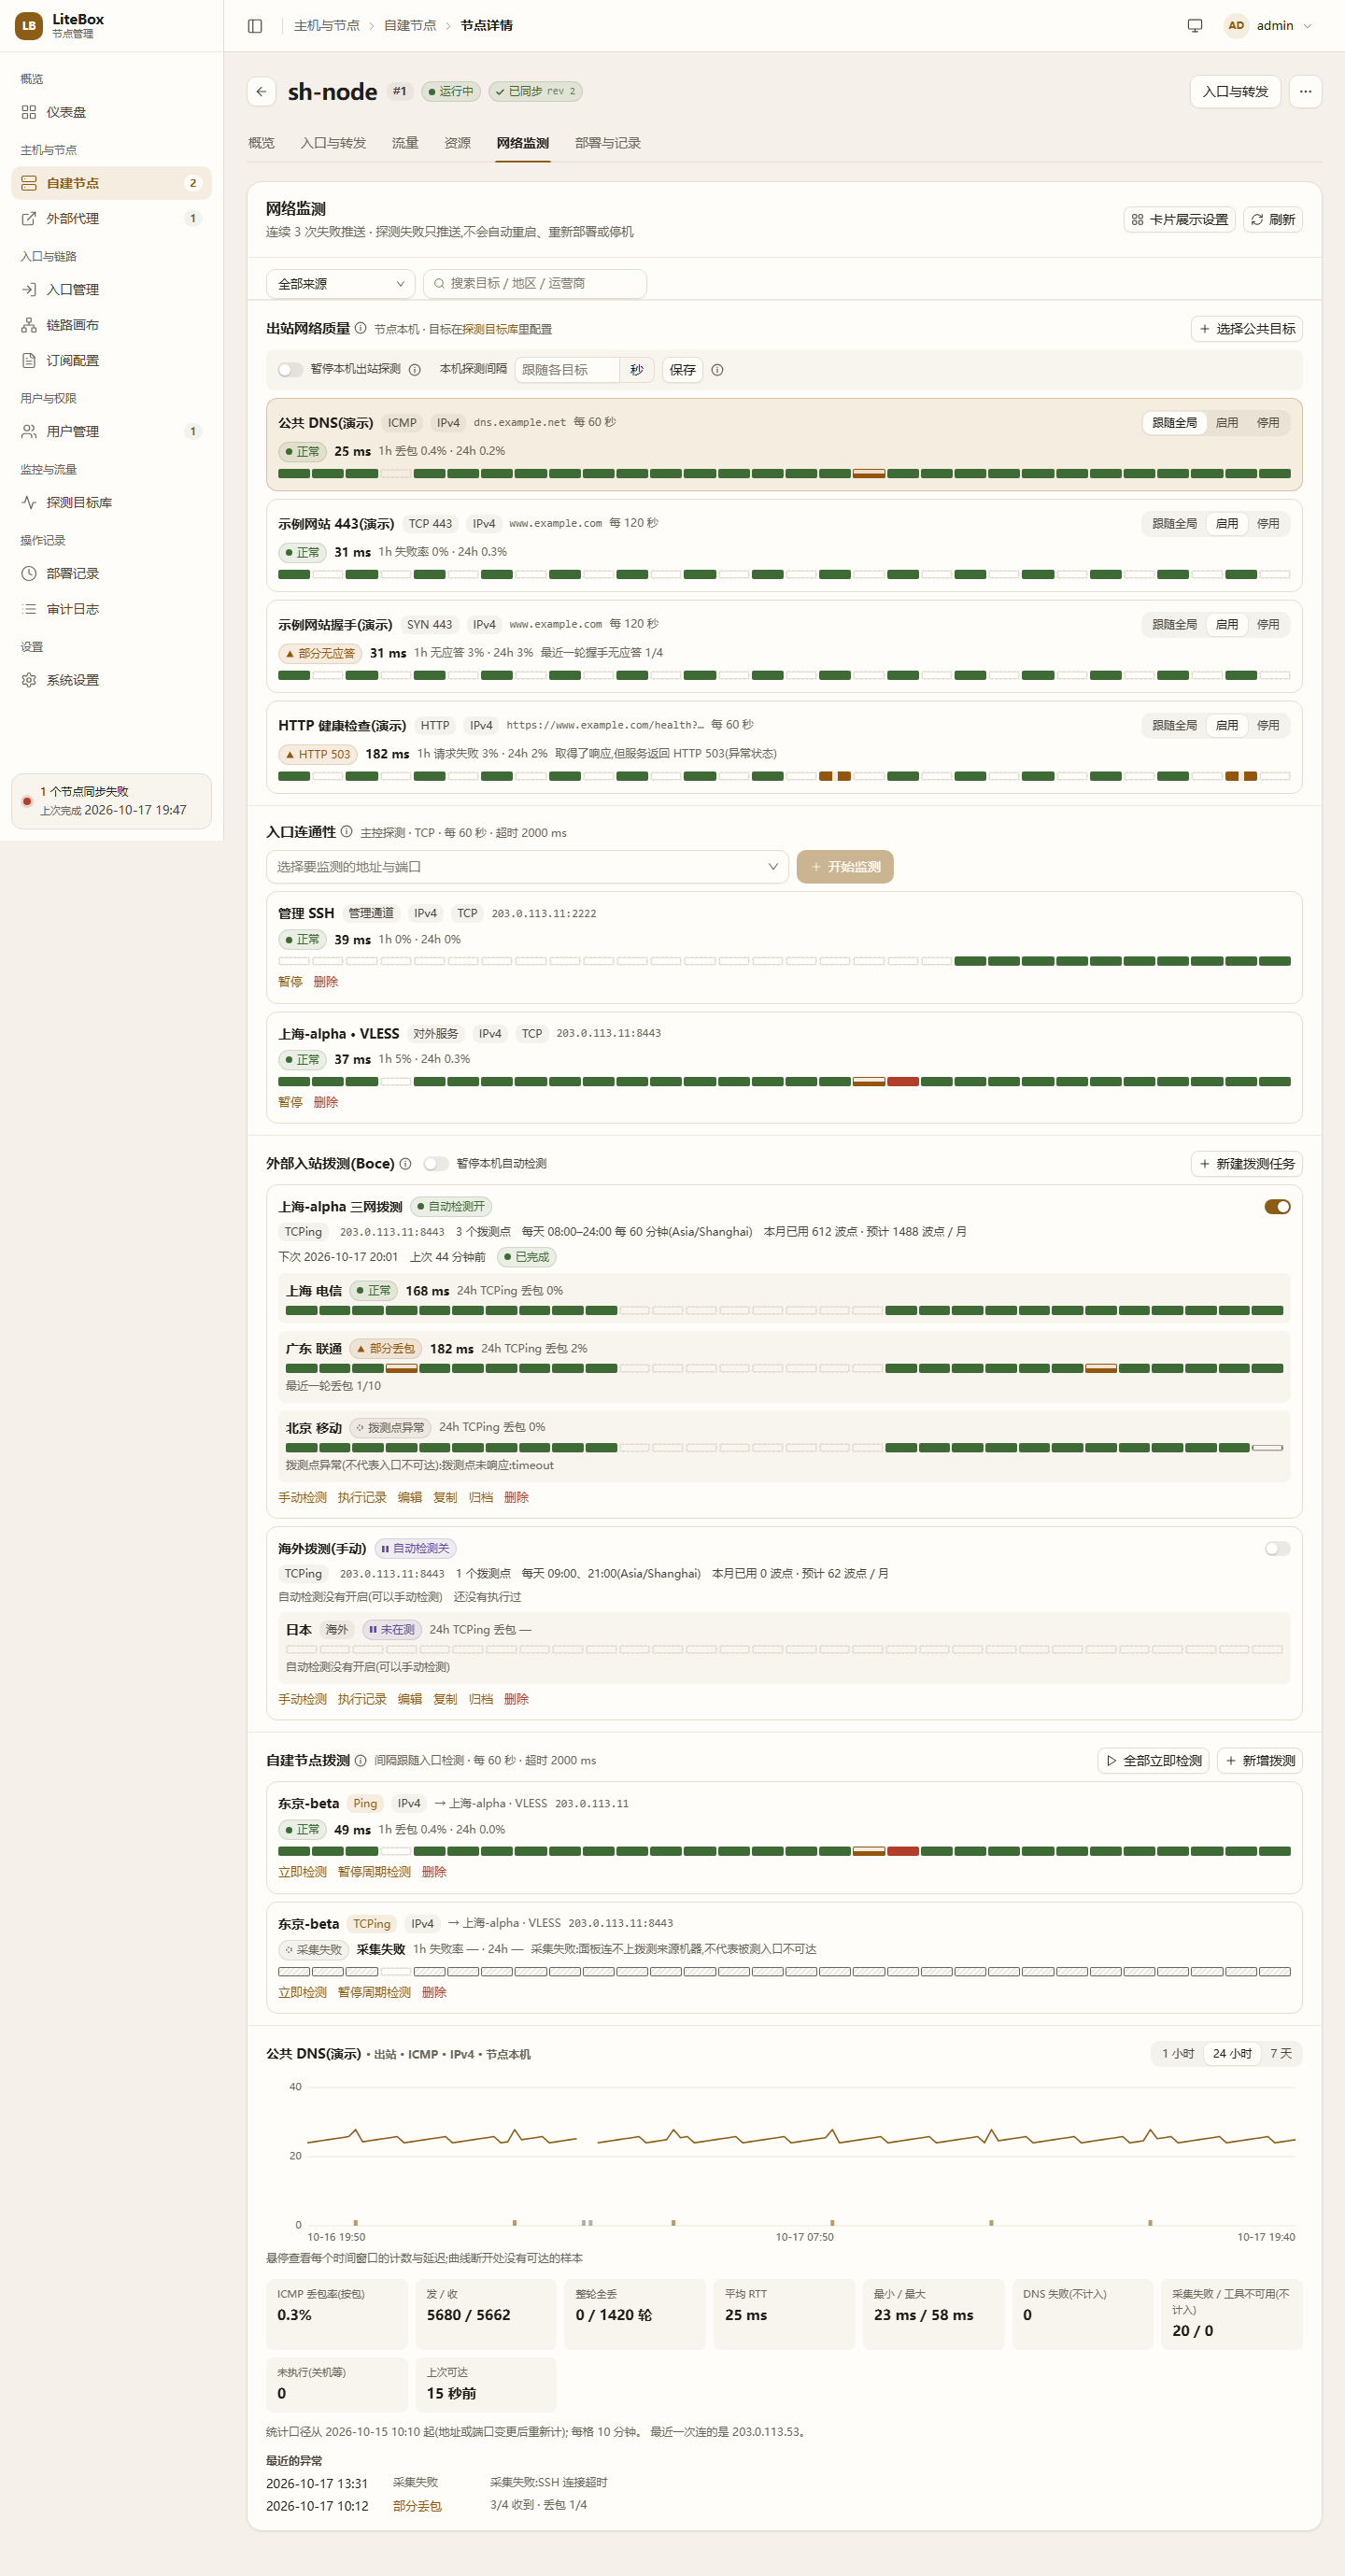 LB LiteBox
节点管理
主机与节点 › 自建节点 › 节点详情
AD admin
概览
仪表盘
主机与节点
自建节点 2
外部代理 1
入口与链路
入口管理
链路画布
订阅配置
用户与权限
用户管理 1
监控与流量
探测目标库
操作记录
部署记录
审计日志
设置
系统设置
1 个节点同步失败
上次完成 2026-10-17 19:47
sh-node #1 运行中 已同步 rev 2
入口与转发
概览 入口与转发 流量 资源 网络监测 部署与记录
网络监测
连续 3 次失败推送 · 探测失败只推送,不会自动重启、重新部署或停机
卡片展示设置 刷新
全部来源 搜索目标 / 地区 / 运营商
出站网络质量 节点本机 · 目标在探测目标库里配置
选择公共目标
暂停本机出站探测 本机探测间隔 跟随各目标 秒 保存
公共 DNS(演示) ICMP IPv4 dns.example.net 每 60 秒
跟随全局 启用 停用
正常 25 ms 1h 丢包 0.4% · 24h 0.2%
示例网站 443(演示) TCP 443 IPv4 www.example.com 每 120 秒
跟随全局 启用 停用
正常 31 ms 1h 失败率 0% · 24h 0.3%
示例网站握手(演示) SYN 443 IPv4 www.example.com 每 120 秒
跟随全局 启用 停用
部分无应答 31 ms 1h 无应答 3% · 24h 3% 最近一轮握手无应答 1/4
HTTP 健康检查(演示) HTTP IPv4 https://www.example.com/health?… 每 60 秒
跟随全局 启用 停用
HTTP 503 182 ms 1h 请求失败 3% · 24h 2% 取得了响应,但服务返回 HTTP 503(异常状态)
入口连通性 主控探测 · TCP · 每 60 秒 · 超时 2000 ms
选择要监测的地址与端口 开始监测
管理 SSH 管理通道 IPv4 TCP 203.0.113.11:2222
正常 39 ms 1h 0% · 24h 0%
暂停 删除
上海-alpha • VLESS 对外服务 IPv4 TCP 203.0.113.11:8443
正常 37 ms 1h 5% · 24h 0.3%
暂停 删除
外部入站拨测(Boce) 暂停本机自动检测
新建拨测任务
上海-alpha 三网拨测 自动检测开
TCPing 203.0.113.11:8443 3 个拨测点 每天 08:00–24:00 每 60 分钟(Asia/Shanghai) 本月已用 612 波点 · 预计 1488 波点 / 月
下次 2026-10-17 20:01 上次 44 分钟前 已完成
上海 电信 正常 168 ms 24h TCPing 丢包 0%
广东 联通 部分丢包 182 ms 24h TCPing 丢包 2%
最近一轮丢包 1/10
北京 移动 拨测点异常 24h TCPing 丢包 0%
拨测点异常(不代表入口不可达):拨测点未响应:timeout
手动检测 执行记录 编辑 复制 归档 删除
海外拨测(手动) 自动检测关
TCPing 203.0.113.11:8443 1 个拨测点 每天 09:00、21:00(Asia/Shanghai) 本月已用 0 波点 · 预计 62 波点 / 月
自动检测没有开启(可以手动检测) 还没有执行过
日本 海外 未在测 24h TCPing 丢包 —
自动检测没有开启(可以手动检测)
手动检测 执行记录 编辑 复制 归档 删除
自建节点拨测 间隔跟随入口检测 · 每 60 秒 · 超时 2000 ms
全部立即检测 新增拨测
东京-beta Ping IPv4 → 上海-alpha · VLESS 203.0.113.11
正常 49 ms 1h 丢包 0.4% · 24h 0.0%
立即检测 暂停周期检测 删除
东京-beta TCPing IPv4 → 上海-alpha · VLESS 203.0.113.11:8443
采集失败 采集失败 1h 失败率 — · 24h — 采集失败:面板连不上拨测来源机器,不代表被测入口不可达
立即检测 暂停周期检测 删除
公共 DNS(演示) • 出站 • ICMP • IPv4 • 节点本机
1 小时 24 小时 7 天
40
20
0
10-16 19:50 10-17 07:50 10-17 19:40
悬停查看每个时间窗口的计数与延迟;曲线断开处没有可达的样本
ICMP 丢包率(按包)
0.3%
发 / 收
5680 / 5662
整轮全丢
0 / 1420 轮
平均 RTT
25 ms
最小 / 最大
23 ms / 58 ms
DNS 失败(不计入)
0
采集失败 / 工具不可用(不计入)
20 / 0
未执行(关机等)
0
上次可达
15 秒前
统计口径从 2026-10-15 10:10 起(地址或端口变更后重新计); 每格 10 分钟。 最近一次连的是 203.0.113.53。
最近的异常
2026-10-17 13:31 采集失败 采集失败:SSH 连接超时
2026-10-17 10:12 部分丢包 3/4 收到 · 丢包 1/4